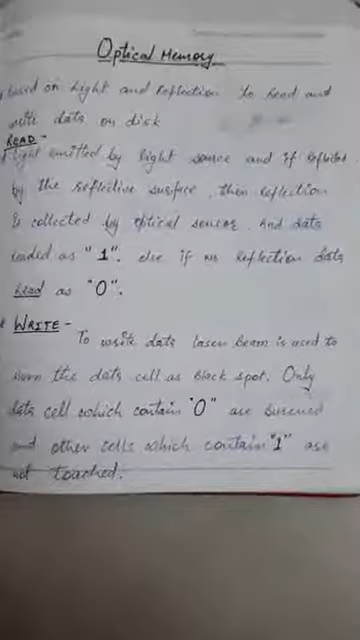 Optical Memory
based on Light and Reflection to Read and
write data on disk
READ -
light emitted by light source and if Reflected
by the reflective surface, then reflection
is collected by optical sensor. And data
readed as "1". else if no Reflection data
Read as "0".
WRITE -
To write data laser beam is used to
burn the data cell as Black spot. Only
data cell which contain "0" are burned
and other cells which contain "1" are
not touched.